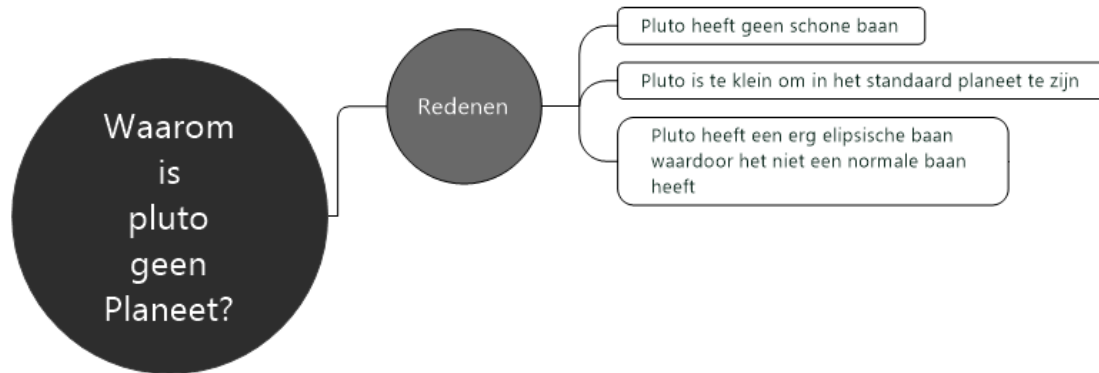 Waarom
is
pluto
geen
Planeet?
Redenen
Pluto heeft geen schone baan
Pluto is te klein om in het standaard planeet te zijn
Pluto heeft een erg elipsische baan
waardoor het niet een normale baan
heeft